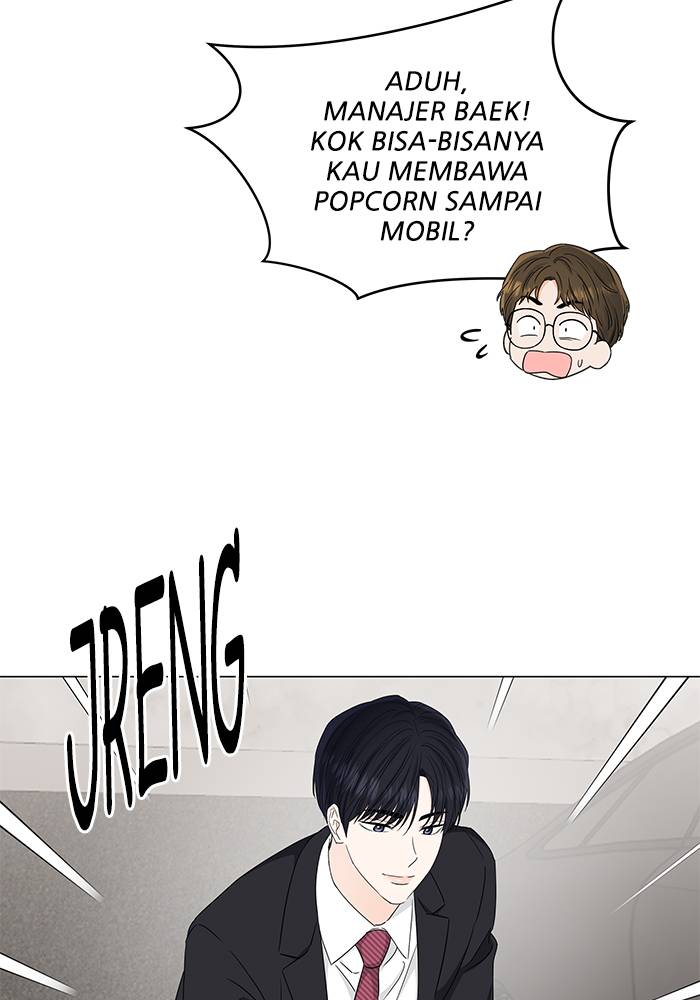 ADUH,
MANAJER BAEK!
KOK BISA-BISANYA
KAU MEMBAWA
POPCORN SAMPAI
MOBIL?
JRENG